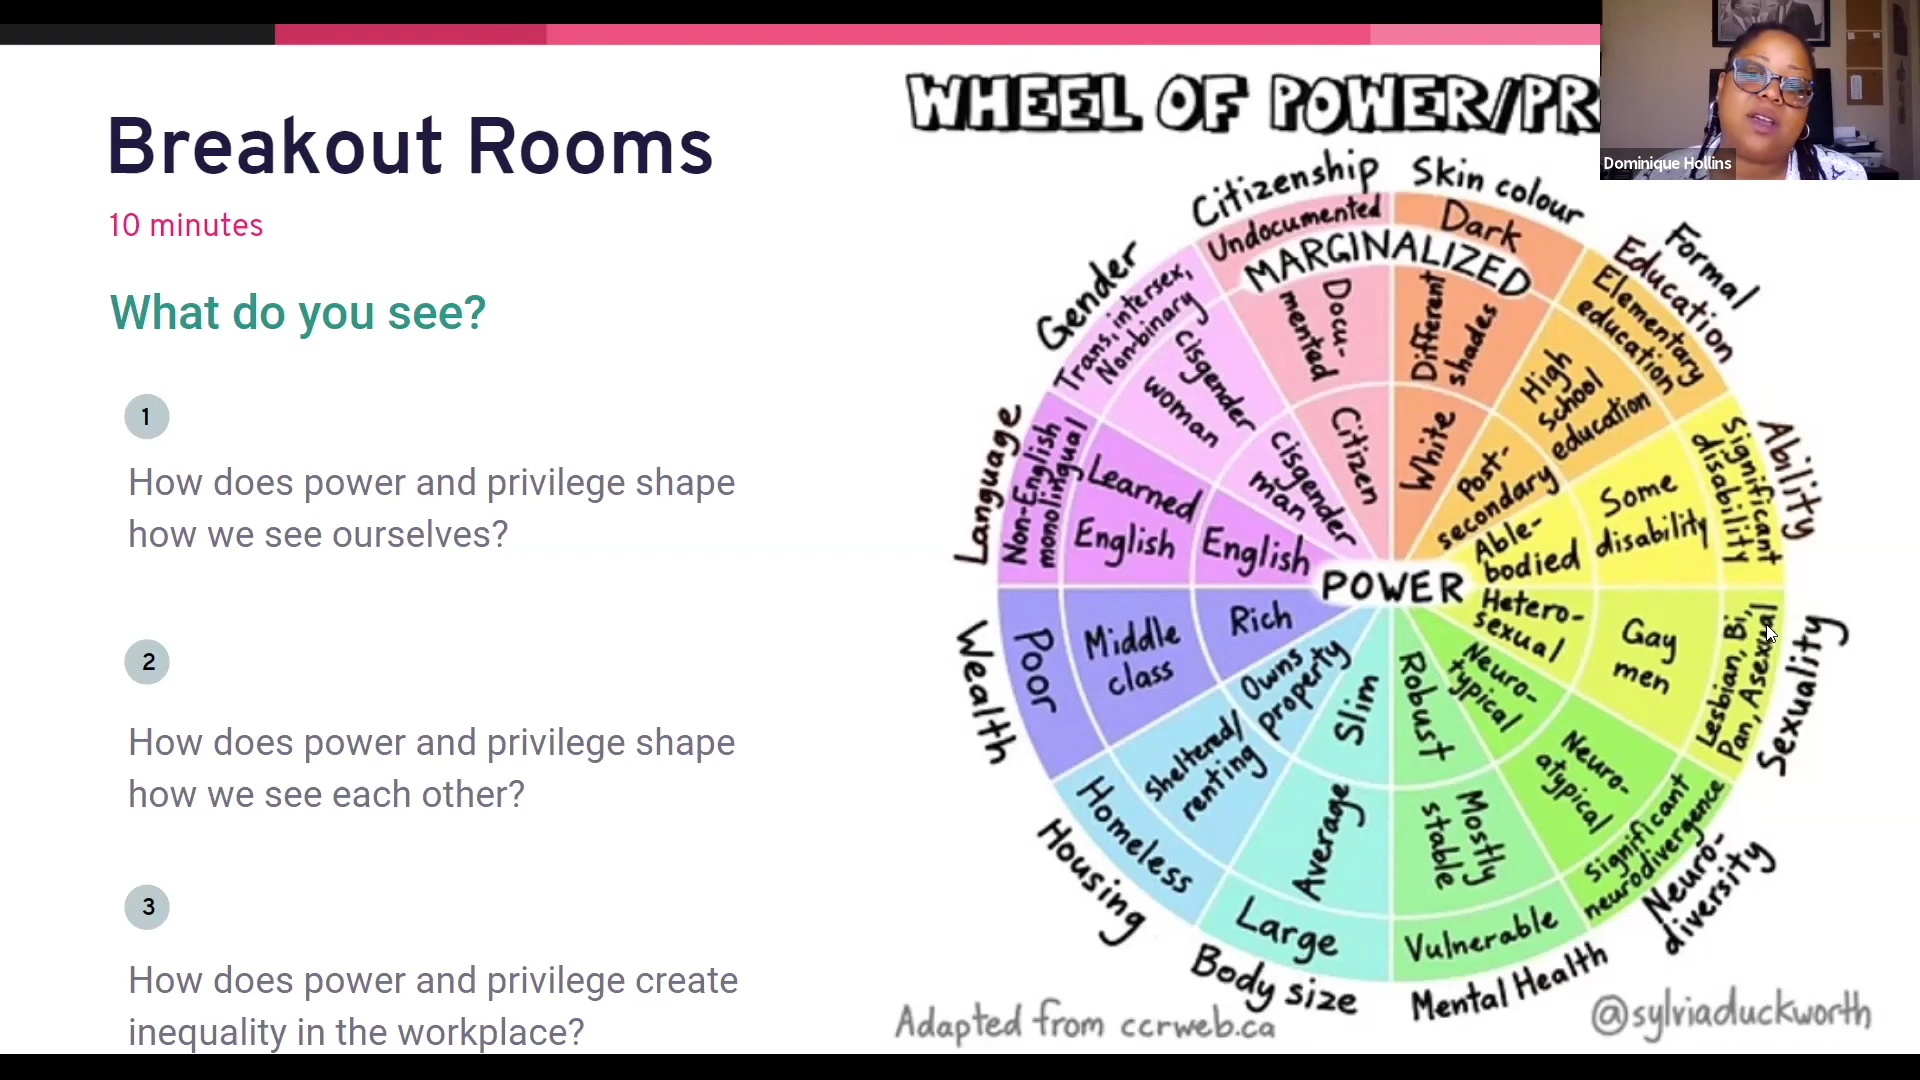 Breakout Rooms
10 minutes
What do you see?
1
How does power and privilege shape
how we see ourselves?
2
How does power and privilege shape
how we see each other?
3
How does power and privilege create
inequality in the workplace?
WHEEL OF POWER/PR
Dominique Hollins
Citizenship
Undocumented
Docu-
mented
Citizen
Skin colour
Dark
Different
shades
White
MARGINALIZED
Formal
Education
Elementary
education
High
school
education
Post-
secondary
Ability
Significant
disability
Some
disability
Able-
bodied
Sexuality
Lesbian, Bi,
Pan, Asexual
Gay
men
Hetero-
sexual
Neuro-
diversity
Significant
neurodivergence
Neuro-
atypical
Neuro-
typical
Mental Health
Vulnerable
Mostly
stable
Robust
Body size
Large
Average
Slim
Housing
Homeless
Sheltered/
renting
Owns
property
Wealth
Poor
Middle
class
Rich
Language
Non-English
monolingual
Learned
English
English
Gender
Trans, intersex,
Non-binary
cisgender
woman
cisgender
man
POWER
Adapted from ccrweb.ca
@sylviaduckworth